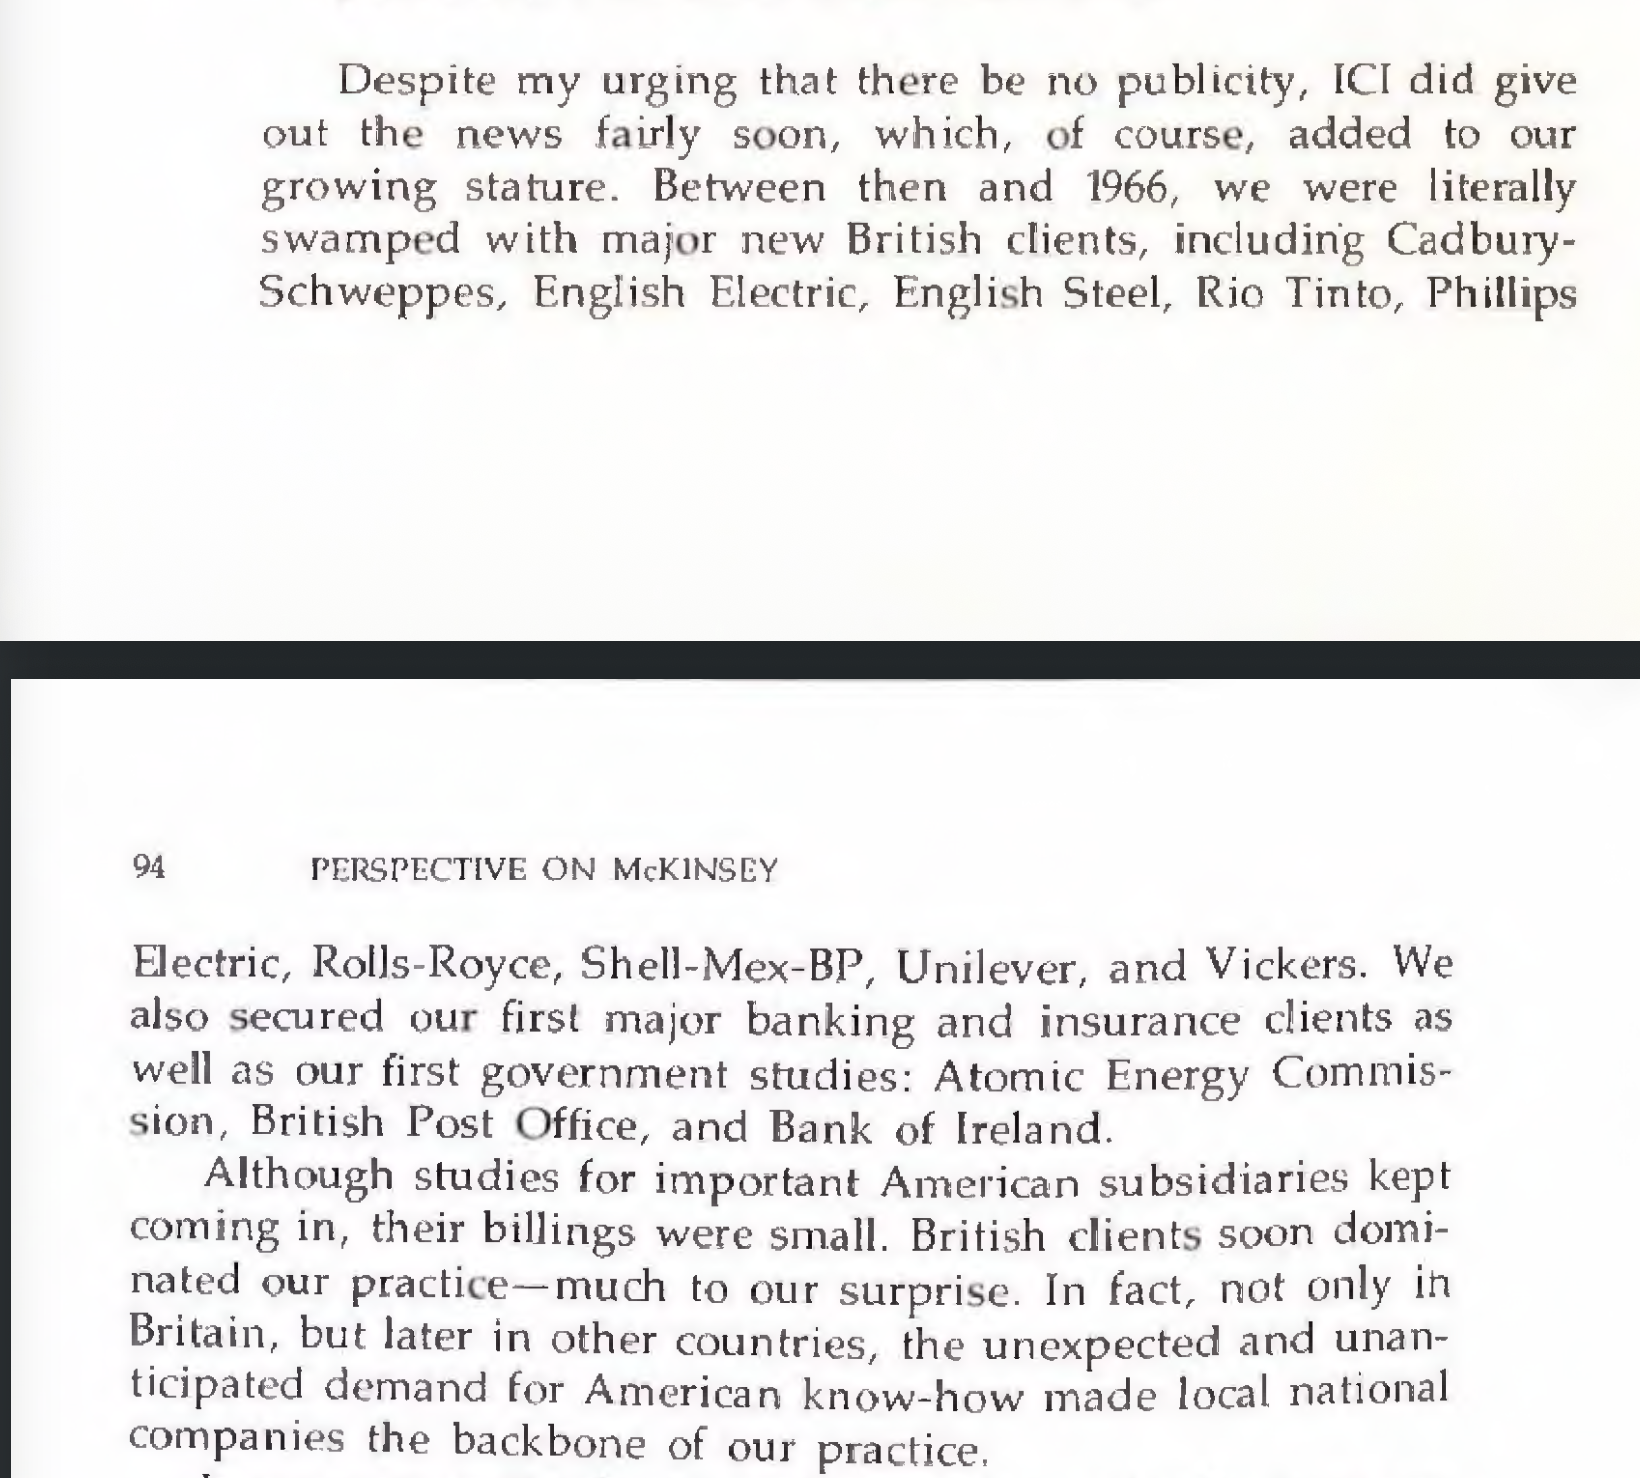 Despite my urging that there be no publicity, ICI did give
out the news fairly soon, which, of course, added to our
growing stature. Between then and 1966, we were literally
swamped with major new British clients, including Cadbury-
Schweppes, English Electric, English Steel, Rio Tinto, Phillips
94 PERSPECTIVE ON McKINSEY
Electric, Rolls-Royce, Shell-Mex-BP, Unilever, and Vickers. We
also secured our first major banking and insurance clients as
well as our first government studies: Atomic Energy Commis-
sion, British Post Office, and Bank of Ireland.
Although studies for important American subsidiaries kept
coming in, their billings were small. British clients soon domi-
nated our practice—much to our surprise. In fact, not only in
Britain, but later in other countries, the unexpected and unan-
ticipated demand for American know-how made local national
companies the backbone of our practice.